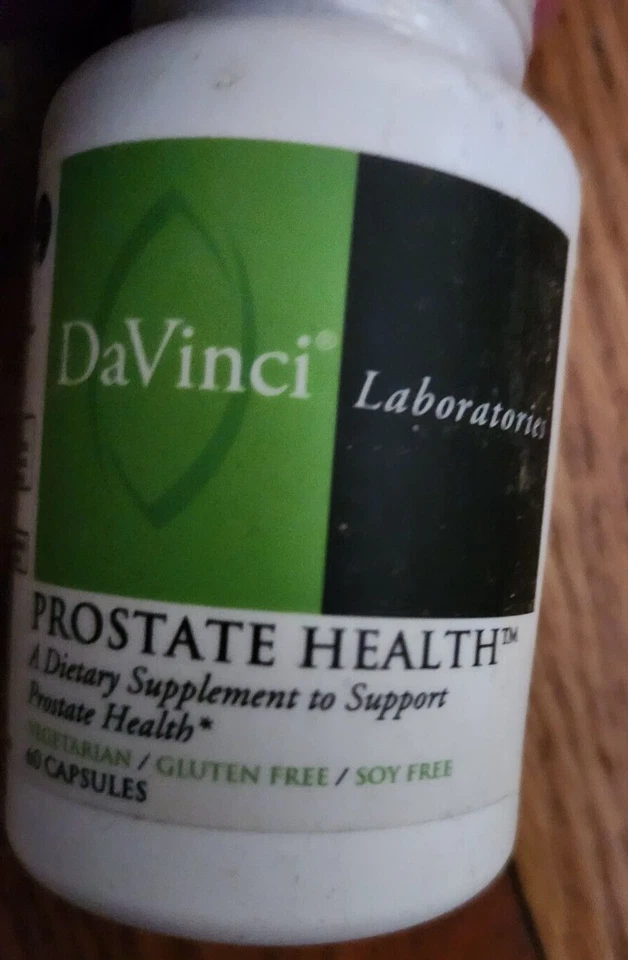 DaVinci®
Laboratories
PROSTATE HEALTH™
A Dietary Supplement to Support
Prostate Health*
VEGETARIAN / GLUTEN FREE / SOY FREE
60 CAPSULES